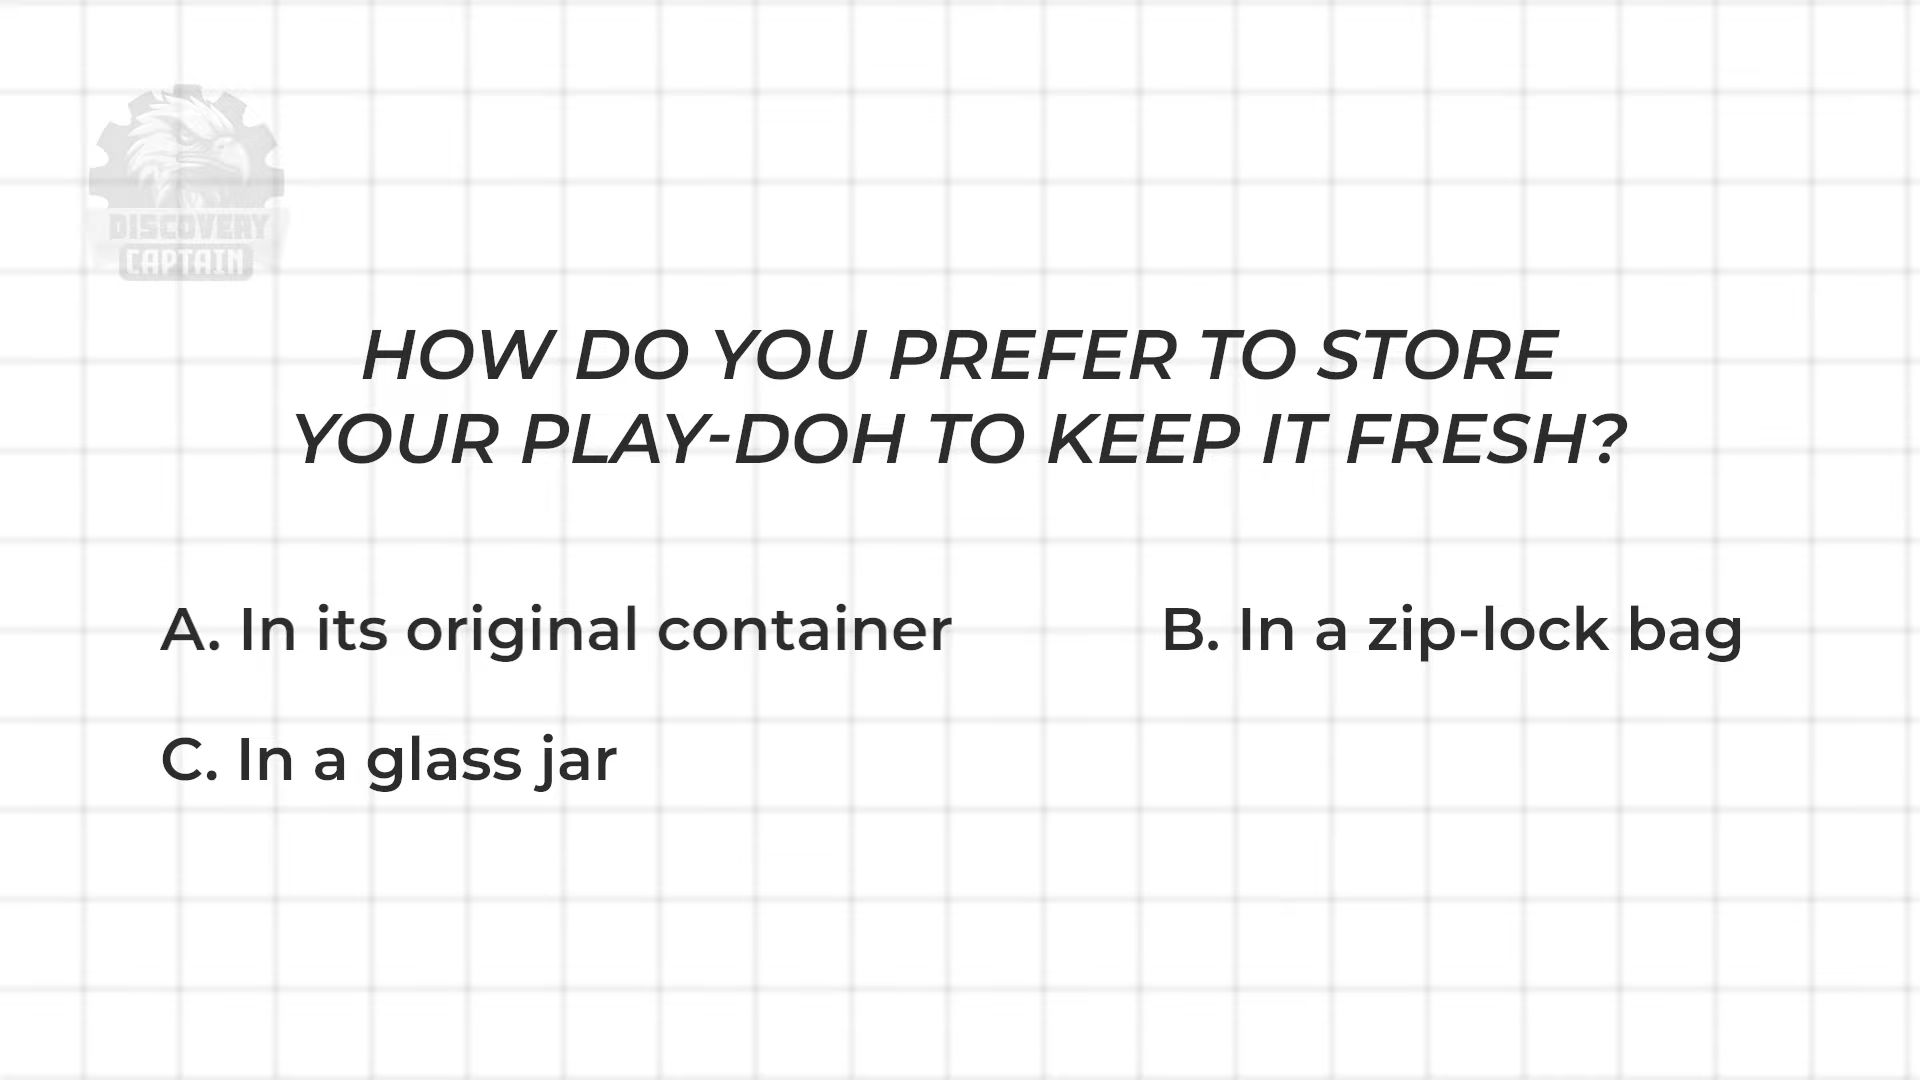 DISCOVERY
CAPTAIN
HOW DO YOU PREFER TO STORE
YOUR PLAY-DOH TO KEEP IT FRESH?
A. In its original container
B. In a zip-lock bag
C. In a glass jar